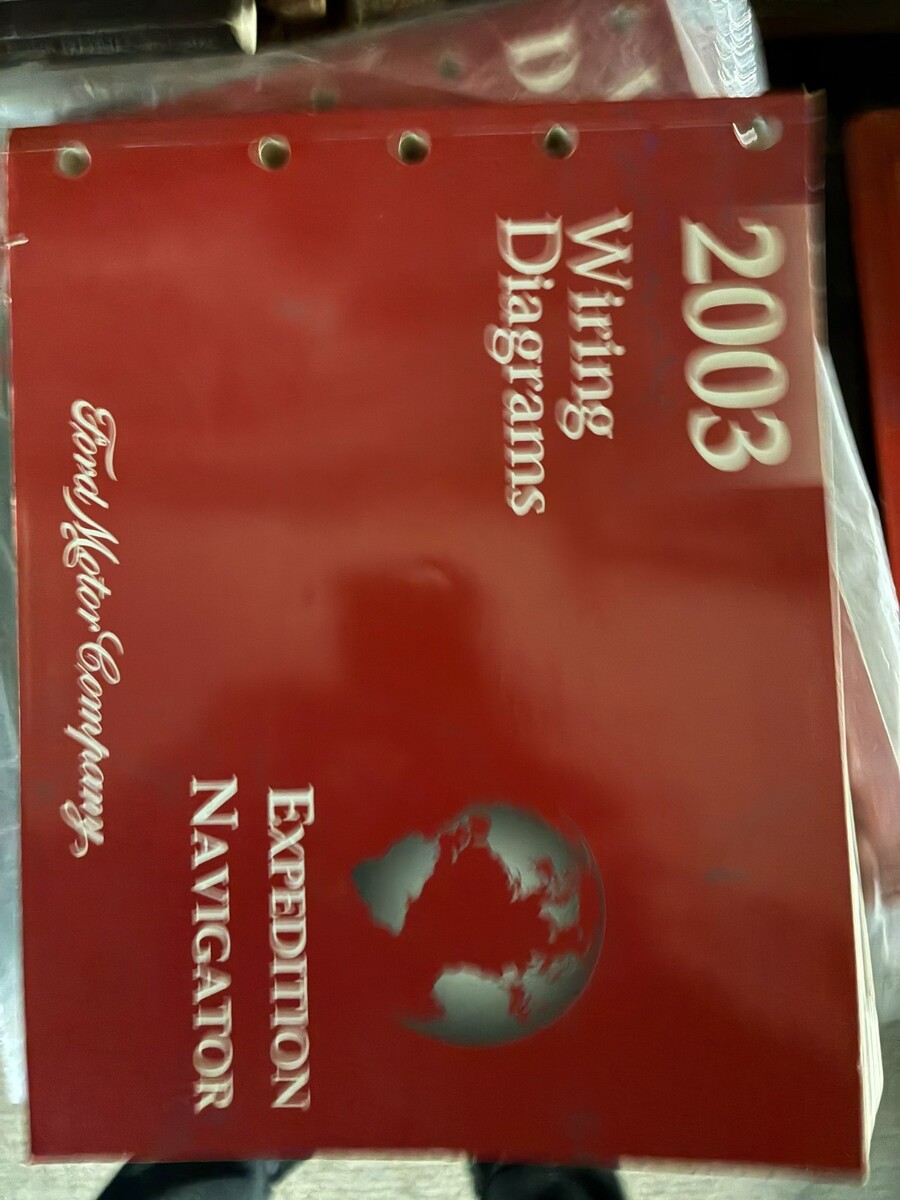 2003
Wiring
Diagrams
EXPEDITION
NAVIGATOR
Ford Motor Company
D